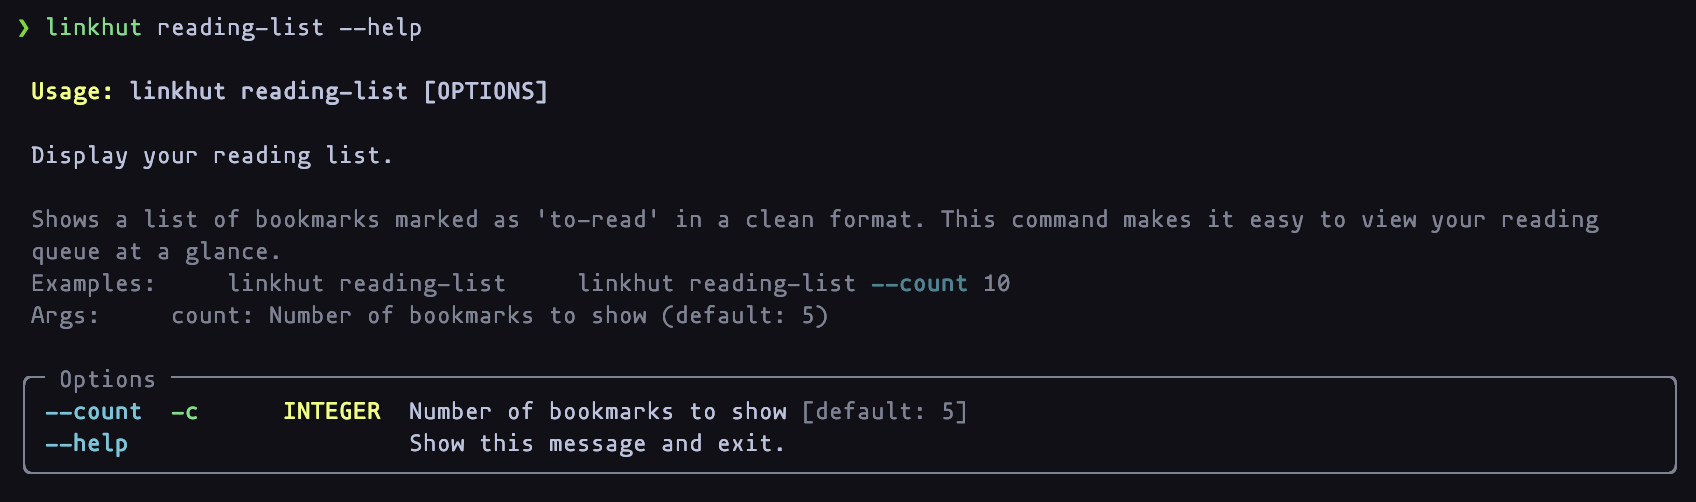 ❯ linkhut reading-list --help
Usage: linkhut reading-list [OPTIONS]
Display your reading list.
Shows a list of bookmarks marked as 'to-read' in a clean format. This command makes it easy to view your reading
queue at a glance.
Examples:     linkhut reading-list     linkhut reading-list --count 10
Args:     count: Number of bookmarks to show (default: 5)
Options
--count  -c      INTEGER  Number of bookmarks to show [default: 5]
--help                    Show this message and exit.